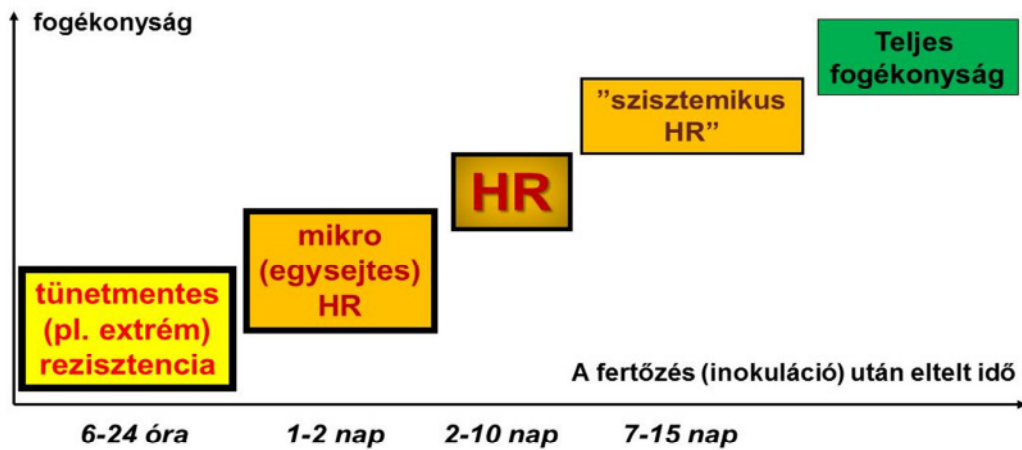 fogékonyság
Teljes
fogékonyság
”szisztemikus
HR”
HR
mikro
(egysejtes)
HR
tünetmentes
(pl. extrém)
rezisztencia
A fertőzés (inokuláció) után eltelt idő
6-24 óra
1-2 nap
2-10 nap
7-15 nap